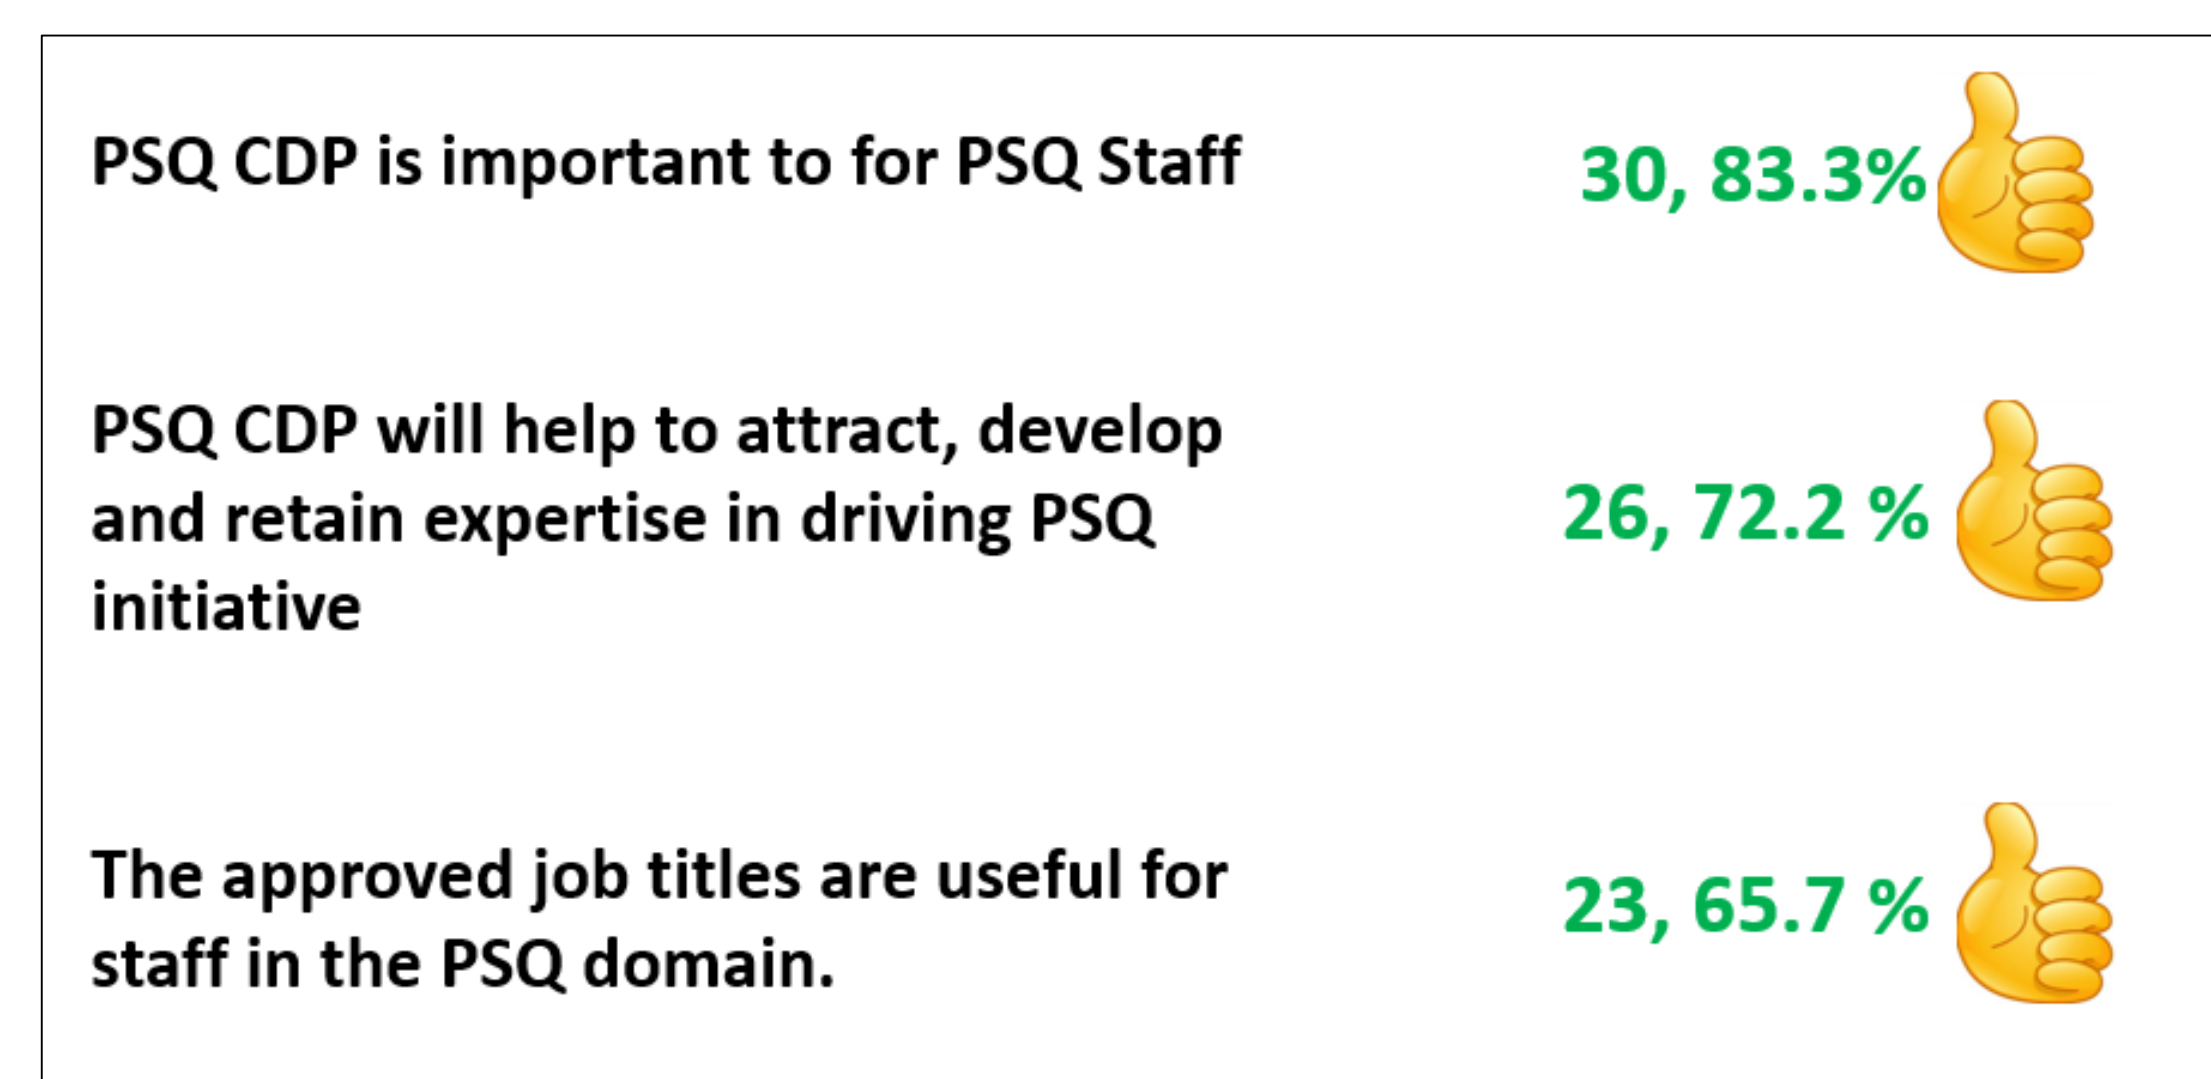 PSQ CDP is important to for PSQ Staff
30, 83.3%
PSQ CDP will help to attract, develop
and retain expertise in driving PSQ
initiative
26, 72.2 %
The approved job titles are useful for
staff in the PSQ domain.
23, 65.7 %